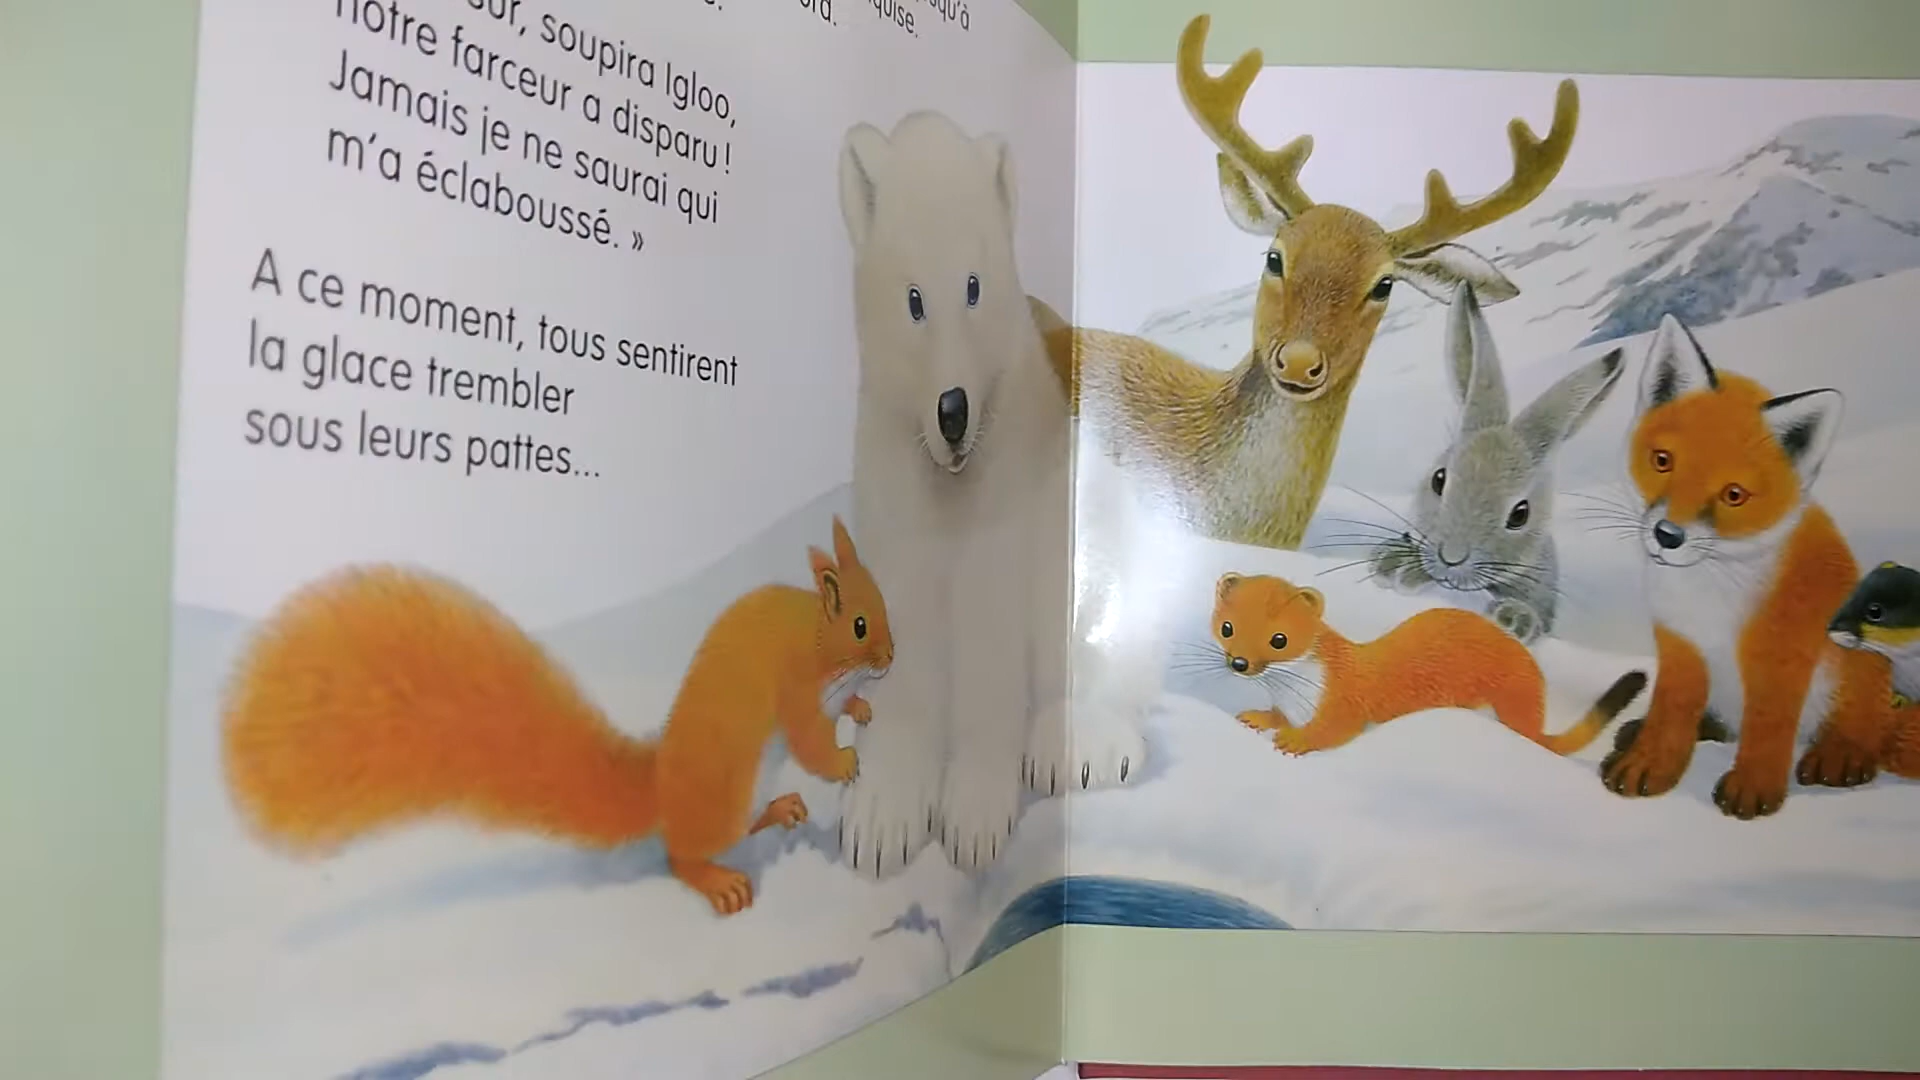 soupira Igloo,
notre farceur a disparu !
Jamais je ne saurai qui
m'a éclaboussé. »
A ce moment, tous sentirent
la glace trembler
sous leurs pattes...